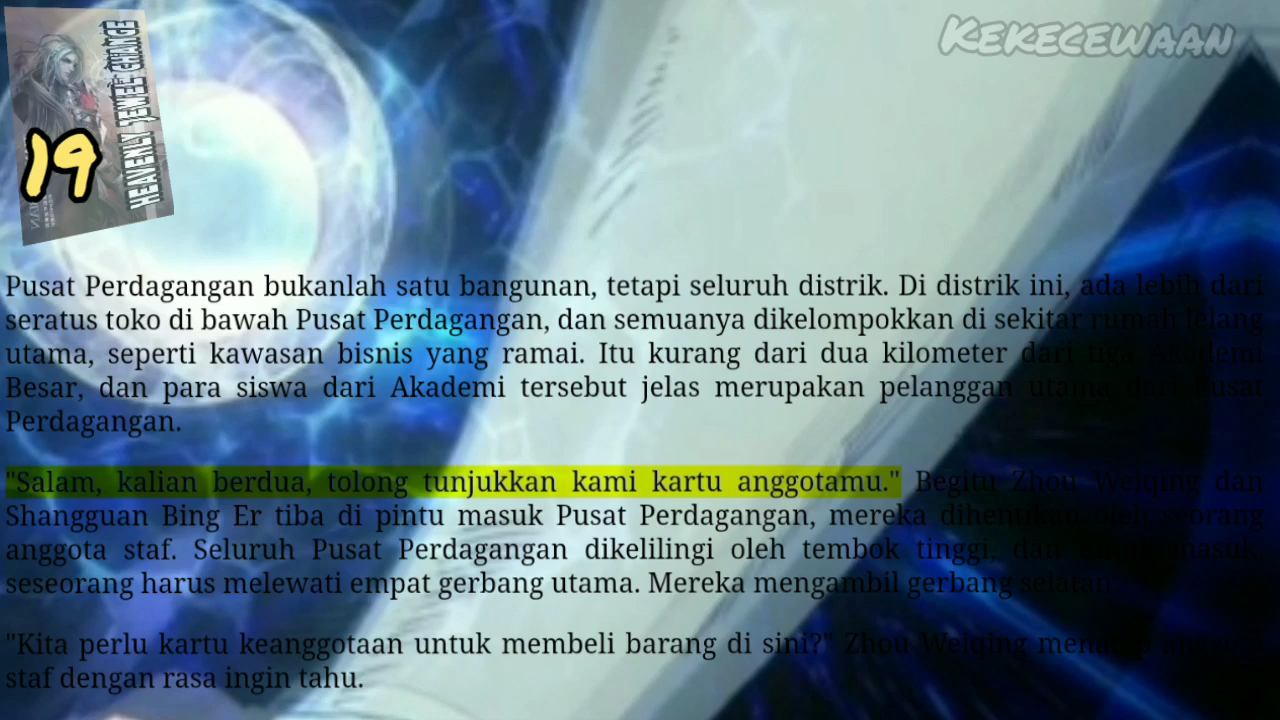 Kekecewaan
HEAVENLY JEWEL CHANGE
19
Pusat Perdagangan bukanlah satu bangunan, tetapi seluruh distrik. Di distrik ini, ada lebih dari
seratus toko di bawah Pusat Perdagangan, dan semuanya dikelompokkan di sekitar rumah lelang
utama, seperti kawasan bisnis yang ramai. Itu kurang dari dua kilometer dari tiga Akademi
Besar, dan para siswa dari Akademi tersebut jelas merupakan pelanggan utama dari Pusat
Perdagangan.
"Salam, kalian berdua, tolong tunjukkan kami kartu anggotamu." Begitu Zhou Weiqing dan
Shangguan Bing Er tiba di pintu masuk Pusat Perdagangan, mereka dihentikan oleh seorang
anggota staf. Seluruh Pusat Perdagangan dikelilingi oleh tembok tinggi, dan masuk,
seseorang harus melewati empat gerbang utama. Mereka mengambil gerbang selatan.
"Kita perlu kartu keanggotaan untuk membeli barang di sini?" Zhou Weiqing
staf dengan rasa ingin tahu.